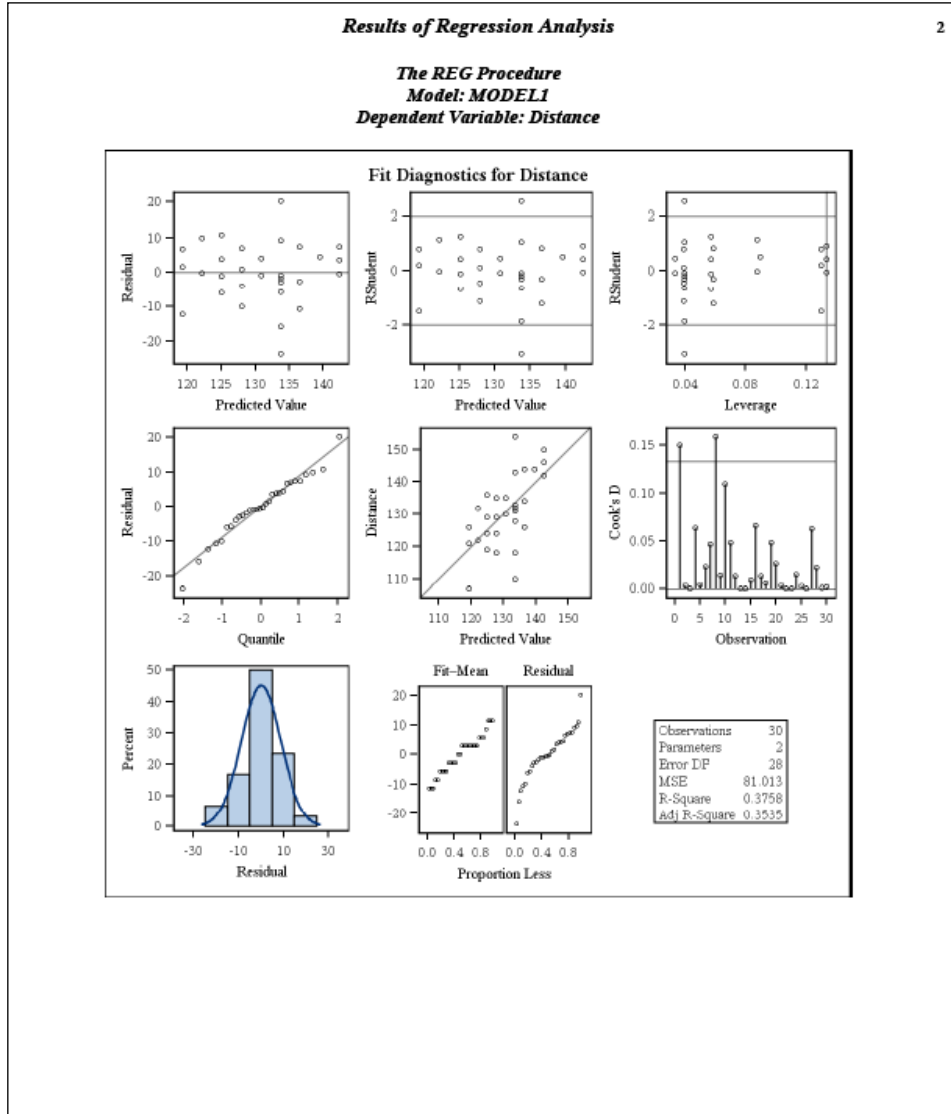 Results of Regression Analysis
2
The REG Procedure
Model: MODEL1
Dependent Variable: Distance
Fit Diagnostics for Distance
Residual
20
10
0
-10
-20
120 125 130 135 140
Predicted Value
RStudent
2
0
-2
120 125 130 135 140
Predicted Value
RStudent
2
0
-2
0.04 0.08 0.12
Leverage
Residual
20
10
0
-10
-20
-2 -1 0 1 2
Quantile
Distance
150
140
130
120
110
110 120 130 140 150
Predicted Value
Cook's D
0.15
0.10
0.05
0.00
0 5 10 15 20 25 30
Observation
Percent
50
40
30
20
10
0
-30 -10 10 30
Residual
Fit–Mean Residual
20
10
0
-10
-20
0.0 0.4 0.8 0.0 0.4 0.8
Proportion Less
Observations 30
Parameters 2
Error DF 28
MSE 81.013
R-Square 0.3758
Adj R-Square 0.3535